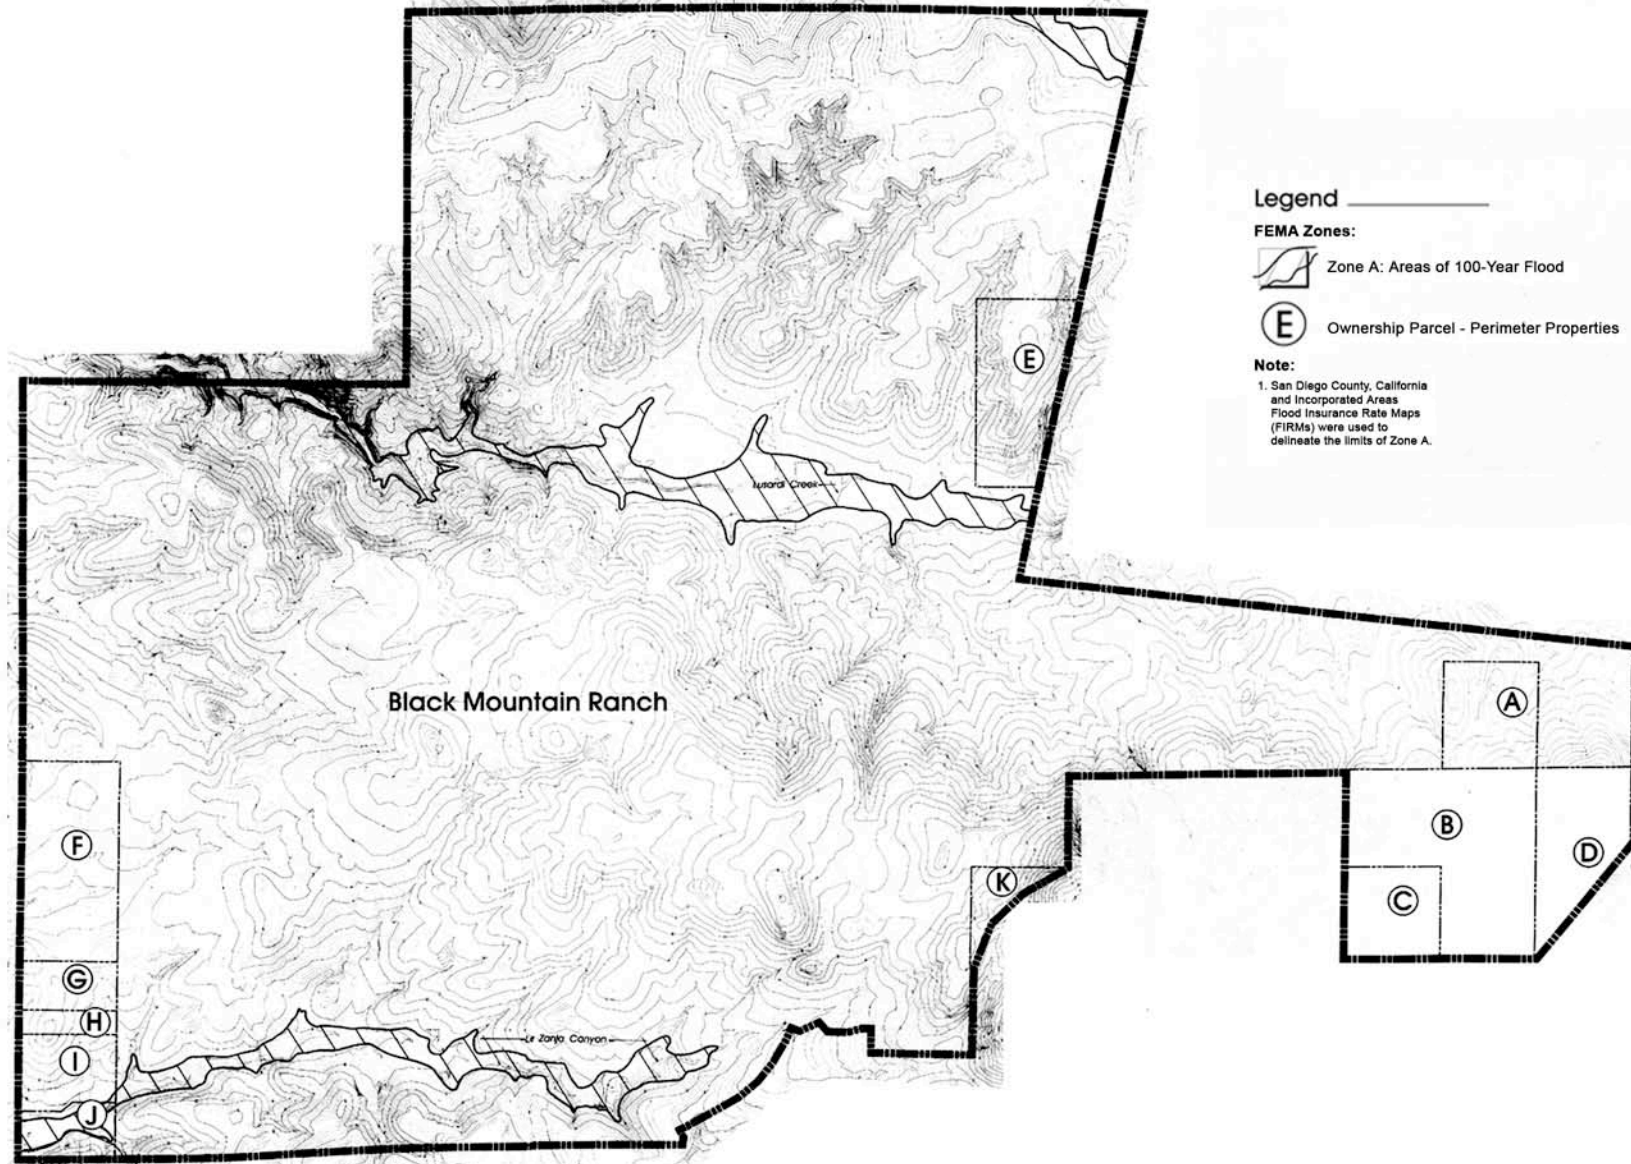 Legend
FEMA Zones:
Zone A: Areas of 100-Year Flood
E
Ownership Parcel - Perimeter Properties
Note:
1. San Diego County, California
and Incorporated Areas
Flood Insurance Rate Maps
(FIRMs) were used to
delineate the limits of Zone A.
E
Lusardi Creek
Black Mountain Ranch
A
B
D
C
K
F
G
H
I
J
La Zanja Canyon